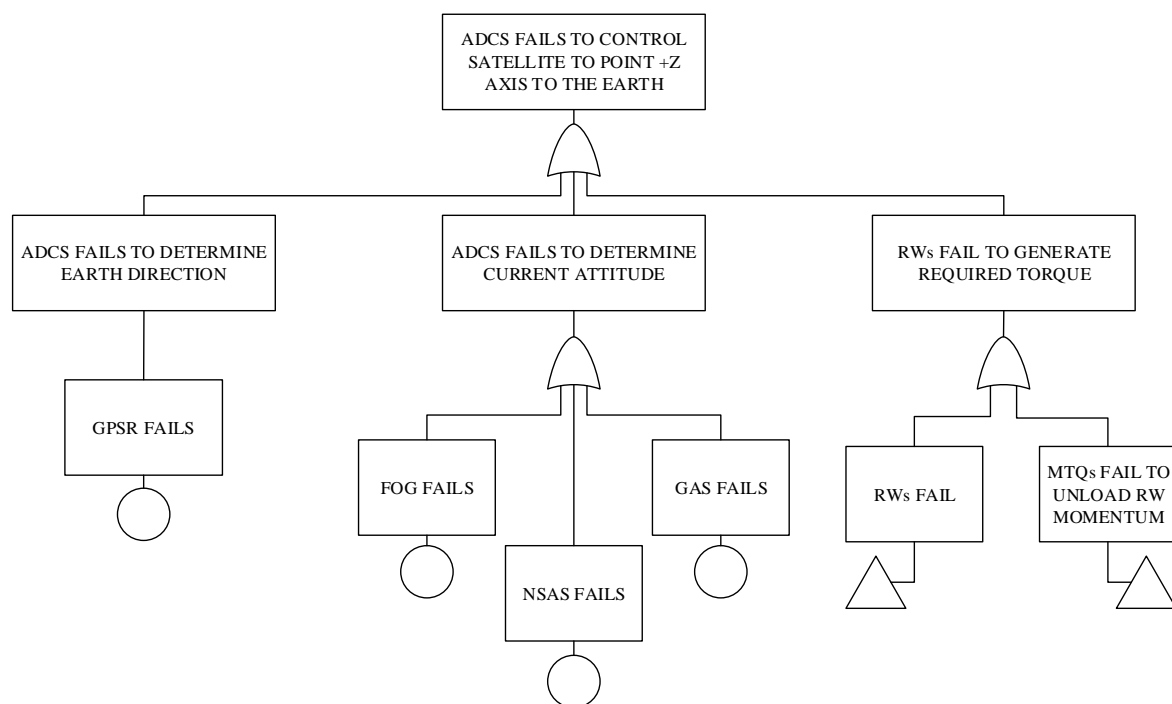 ADCS FAILS TO CONTROL
SATELLITE TO POINT +Z
AXIS TO THE EARTH
ADCS FAILS TO DETERMINE
EARTH DIRECTION
ADCS FAILS TO DETERMINE
CURRENT ATTITUDE
RWs FAIL TO GENERATE
REQUIRED TORQUE
GPSR FAILS
FOG FAILS
NSAS FAILS
GAS FAILS
RWs FAIL
MTQs FAIL TO
UNLOAD RW
MOMENTUM